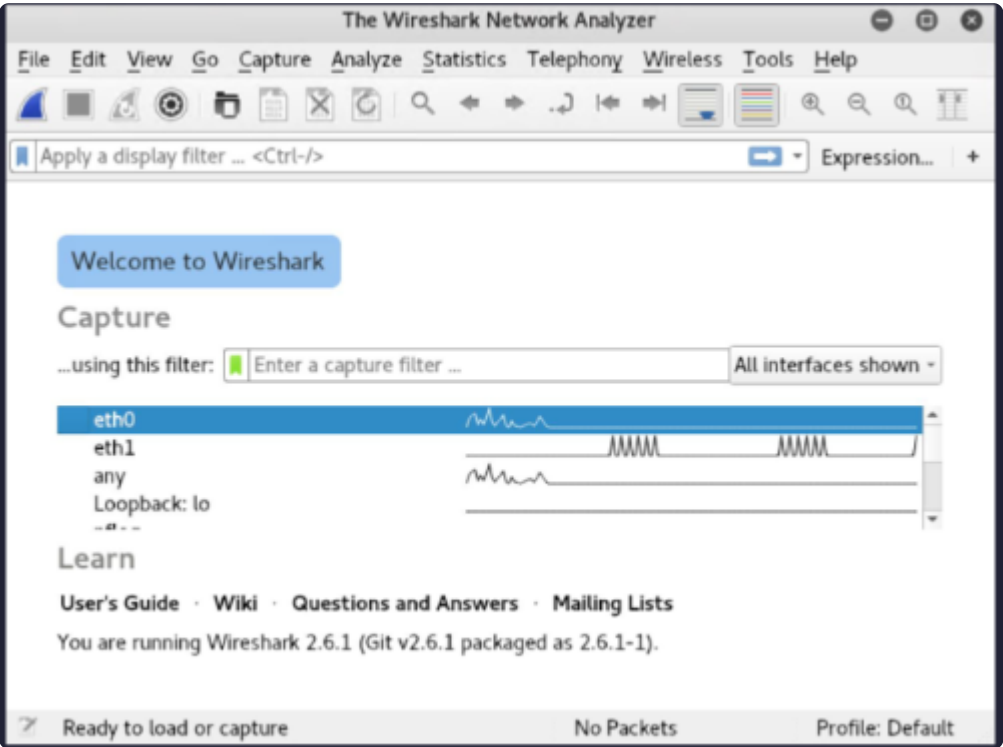 The Wireshark Network Analyzer
File Edit View Go Capture Analyze Statistics Telephony Wireless Tools Help
Apply a display filter ... <Ctrl-/> Expression... +
Welcome to Wireshark
Capture
...using this filter: Enter a capture filter ... All interfaces shown
eth0
eth1
any
Loopback: lo
Learn
User's Guide · Wiki · Questions and Answers · Mailing Lists
You are running Wireshark 2.6.1 (Git v2.6.1 packaged as 2.6.1-1).
Ready to load or capture No Packets Profile: Default